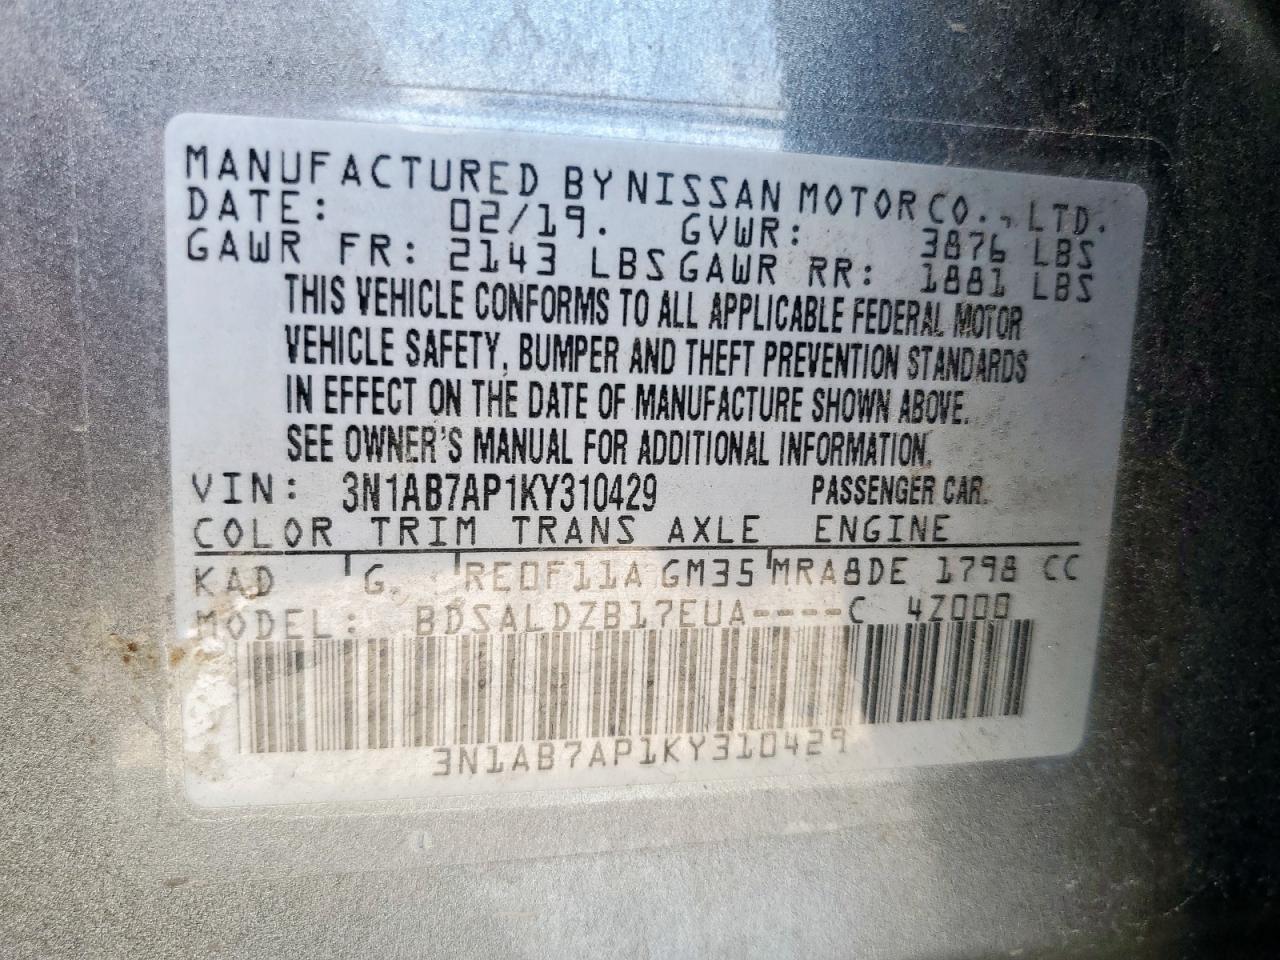 MANUFACTURED BY NISSAN MOTOR CO., LTD.
DATE: 02/19. GVWR: 3876 LBS
GAWR FR: 2143 LBS GAWR RR: 1881 LBS
THIS VEHICLE CONFORMS TO ALL APPLICABLE FEDERAL MOTOR
VEHICLE SAFETY, BUMPER AND THEFT PREVENTION STANDARDS
IN EFFECT ON THE DATE OF MANUFACTURE SHOWN ABOVE.
SEE OWNER'S MANUAL FOR ADDITIONAL INFORMATION.
VIN: 3N1AB7AP1KY310429 PASSENGER CAR.
COLOR TRIM TRANS AXLE ENGINE
KAD G. RE0F11A GM35 MRA8DE 1798 CC
MODEL: BDSALDZB17EUA----C 4Z000
3N1AB7AP1KY310429